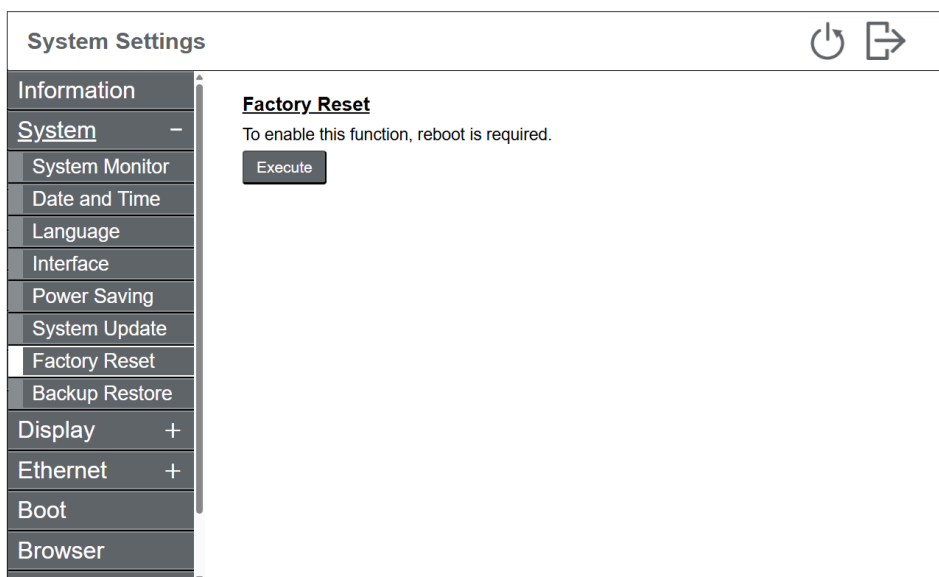 System Settings
Information
System −
System Monitor
Date and Time
Language
Interface
Power Saving
System Update
Factory Reset
Backup Restore
Display +
Ethernet +
Boot
Browser
Factory Reset
To enable this function, reboot is required.
Execute